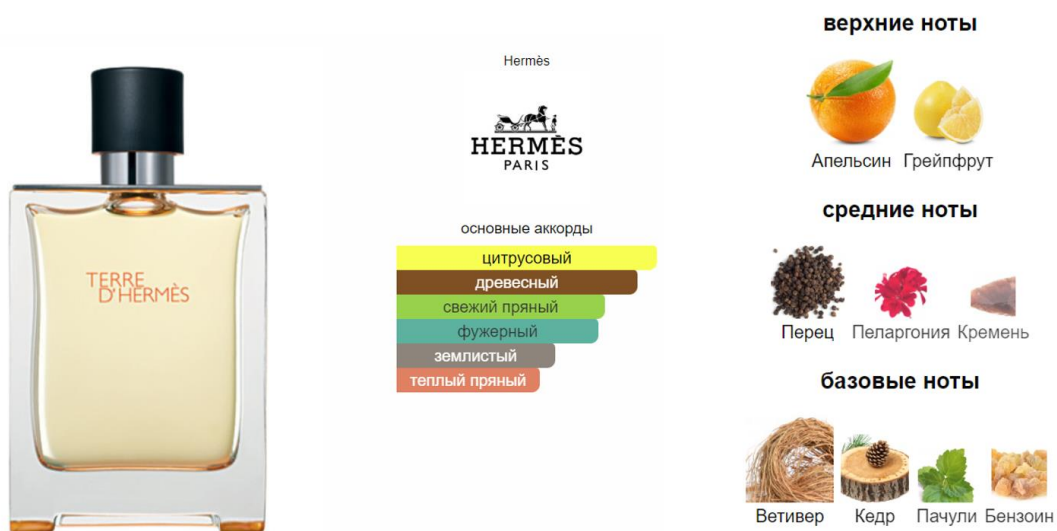 TERRE
D'HERMÈS
Hermès
HERMÈS
PARIS
основные аккорды
цитрусовый
древесный
свежий пряный
фужерный
землистый
теплый пряный
верхние ноты
Апельсин Грейпфрут
средние ноты
Перец Пеларгония Кремень
базовые ноты
Ветивер Кедр Пачули Бензоин